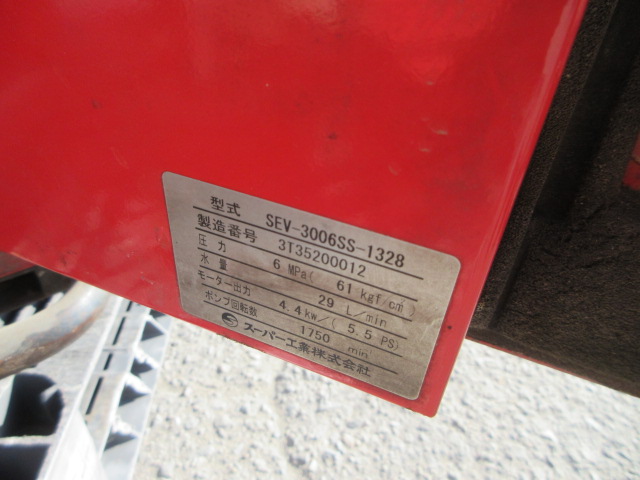 型式 SEV-3006SS-1328
製造番号 3T35200012
圧力 6 MPa( 61 kgf/cm)
水量 29 L/min
モーター出力 4.4 kw/( 5.5 PS)
ポンプ回転数 1750 min
スーパー工業株式会社